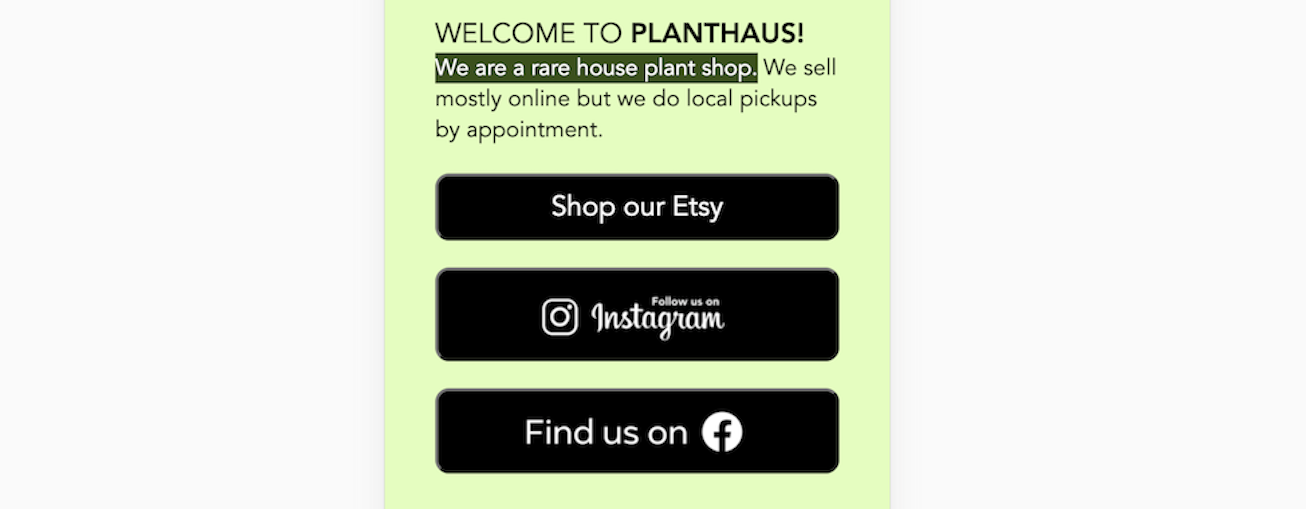 WELCOME TO PLANTHAUS!
We are a rare house plant shop. We sell
mostly online but we do local pickups
by appointment.
Shop our Etsy
Follow us on
Instagram
Find us on